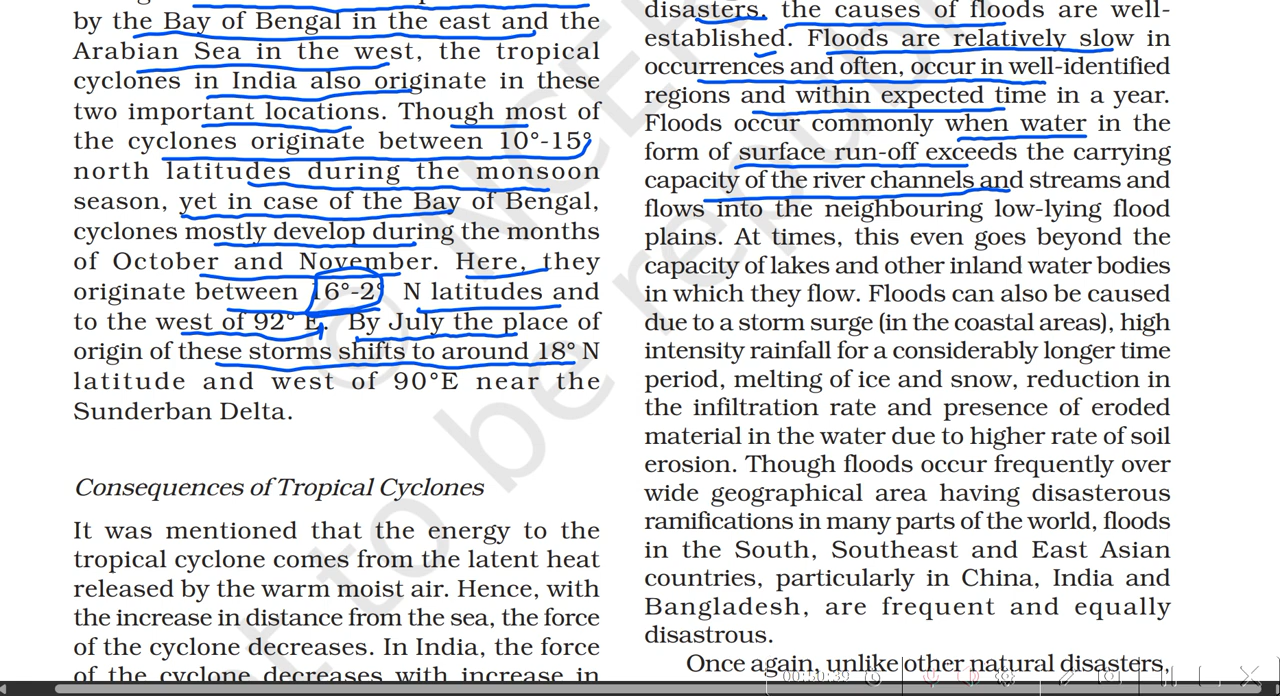 by the Bay of Bengal in the east and the
Arabian Sea in the west, the tropical
cyclones in India also originate in these
two important locations. Though most of
the cyclones originate between 10°-15°
north latitudes during the monsoon
season, yet in case of the Bay of Bengal,
cyclones mostly develop during the months
of October and November. Here, they
originate between 16°-2° N latitudes and
to the west of 92° E. By July the place of
origin of these storms shifts to around 18° N
latitude and west of 90°E near the
Sunderban Delta.
Consequences of Tropical Cyclones
It was mentioned that the energy to the
tropical cyclone comes from the latent heat
released by the warm moist air. Hence, with
the increase in distance from the sea, the force
of the cyclone decreases. In India, the force
of the cyclone decreases with increase in
disasters, the causes of floods are well-
established. Floods are relatively slow in
occurrences and often, occur in well-identified
regions and within expected time in a year.
Floods occur commonly when water in the
form of surface run-off exceeds the carrying
capacity of the river channels and streams and
flows into the neighbouring low-lying flood
plains. At times, this even goes beyond the
capacity of lakes and other inland water bodies
in which they flow. Floods can also be caused
due to a storm surge (in the coastal areas), high
intensity rainfall for a considerably longer time
period, melting of ice and snow, reduction in
the infiltration rate and presence of eroded
material in the water due to higher rate of soil
erosion. Though floods occur frequently over
wide geographical area having disasterous
ramifications in many parts of the world, floods
in the South, Southeast and East Asian
countries, particularly in China, India and
Bangladesh, are frequent and equally
disastrous.
Once again, unlike other natural disasters,